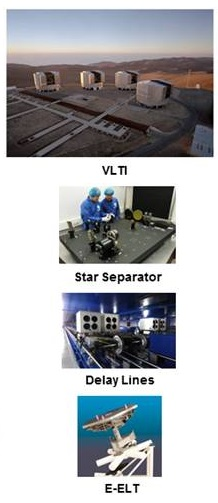 VLTI
Star Separator
Delay Lines
E-ELT